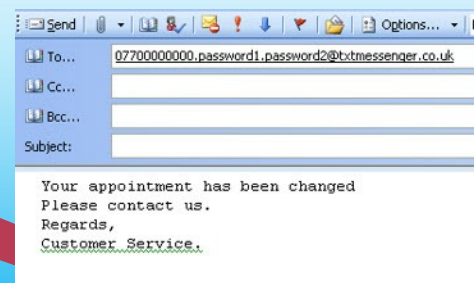 Send Options...
To... 07700000000.password1.password2@txtmessenger.co.uk
Cc...
Bcc...
Subject:
Your appointment has been changed
Please contact us.
Regards,
Customer Service.